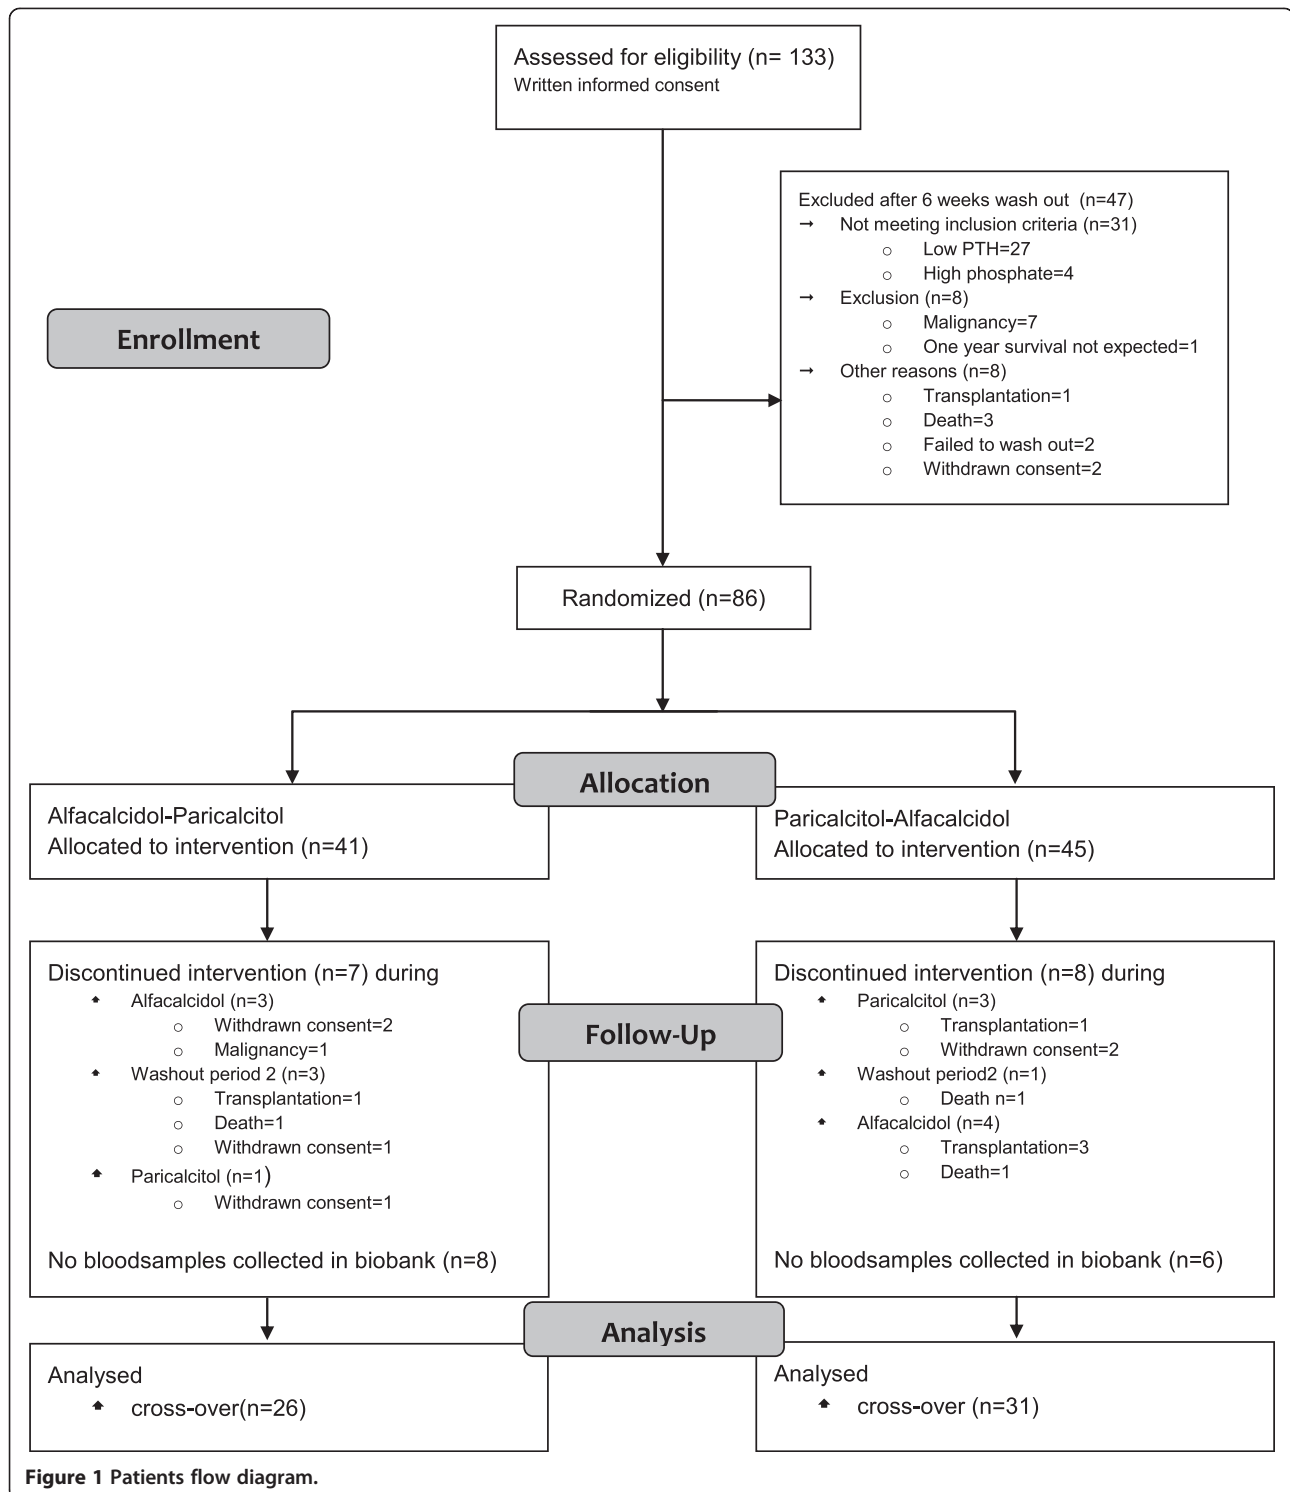 Assessed for eligibility (n= 133)
Written informed consent
Excluded after 6 weeks wash out (n=47)
→ Not meeting inclusion criteria (n=31)
○ Low PTH=27
○ High phosphate=4
→ Exclusion (n=8)
○ Malignancy=7
○ One year survival not expected=1
→ Other reasons (n=8)
○ Transplantation=1
○ Death=3
○ Failed to wash out=2
○ Withdrawn consent=2
Enrollment
Randomized (n=86)
Allocation
Alfacalcidol-Paricalcitol
Allocated to intervention (n=41)
Paricalcitol-Alfacalcidol
Allocated to intervention (n=45)
Discontinued intervention (n=7) during
Alfacalcidol (n=3)
○ Withdrawn consent=2
○ Malignancy=1
Washout period 2 (n=3)
○ Transplantation=1
○ Death=1
○ Withdrawn consent=1
Paricalcitol (n=1)
○ Withdrawn consent=1
No bloodsamples collected in biobank (n=8)
Follow-Up
Discontinued intervention (n=8) during
Paricalcitol (n=3)
○ Transplantation=1
○ Withdrawn consent=2
Washout period2 (n=1)
○ Death n=1
Alfacalcidol (n=4)
○ Transplantation=3
○ Death=1
No bloodsamples collected in biobank (n=6)
Analysis
Analysed
cross-over(n=26)
Analysed
cross-over (n=31)
Figure 1 Patients flow diagram.